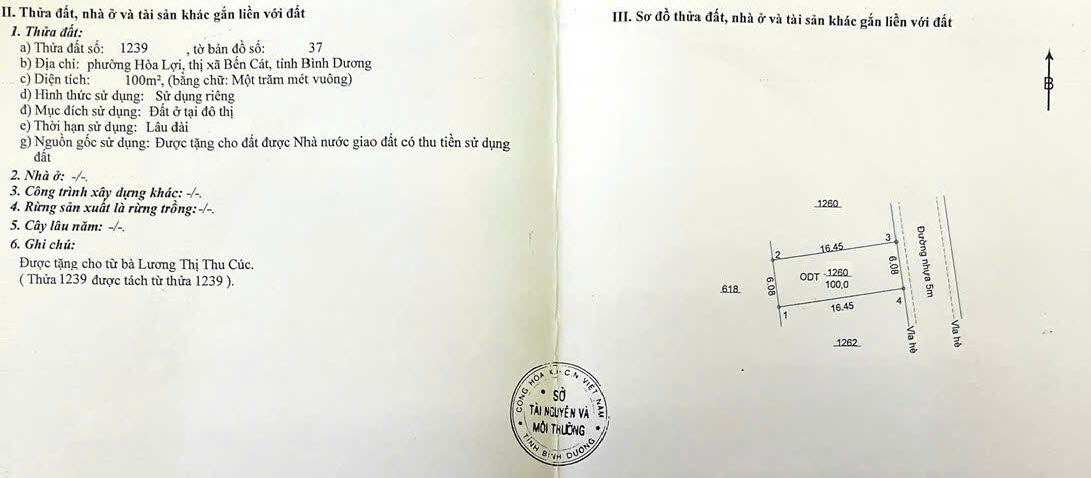 II. Thửa đất, nhà ở và tài sản khác gắn liền với đất
1. Thửa đất:
a) Thửa đất số: 1239 , tờ bản đồ số: 37
b) Địa chỉ: phường Hòa Lợi, thị xã Bến Cát, tỉnh Bình Dương
c) Diện tích: 100m², (bằng chữ: Một trăm mét vuông)
d) Hình thức sử dụng: Sử dụng riêng
đ) Mục đích sử dụng: Đất ở tại đô thị
e) Thời hạn sử dụng: Lâu dài
g) Nguồn gốc sử dụng: Được tặng cho đất được Nhà nước giao đất có thu tiền sử dụng
đất
2. Nhà ở: -/-.
3. Công trình xây dựng khác: -/-.
4. Rừng sản xuất là rừng trồng: -/-.
5. Cây lâu năm: -/-.
6. Ghi chú:
Được tặng cho từ bà Lương Thị Thu Cúc.
( Thửa 1239 được tách từ thửa 1239 ).
III. Sơ đồ thửa đất, nhà ở và tài sản khác gắn liền với đất
B
1260
2
16.45
3
6.08
ODT 1260
100,0
6.08
618
1
16.45
4
1262
Đường nhựa 5m
Vỉa hè
Vỉa hè
CỘNG HÒA X.H.C.N VIỆT NAM
SỞ
TÀI NGUYÊN VÀ
MÔI TRƯỜNG
TỈNH BÌNH DƯƠNG